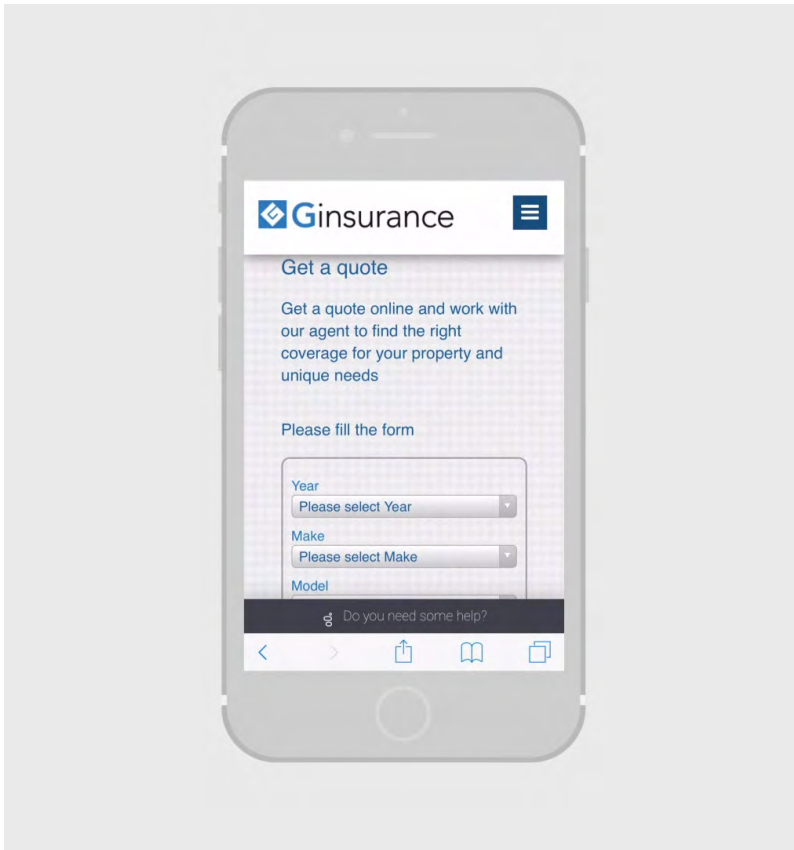 Ginsurance
Get a quote
Get a quote online and work with
our agent to find the right
coverage for your property and
unique needs
Please fill the form
Year
Please select Year
Make
Please select Make
Model
Do you need some help?